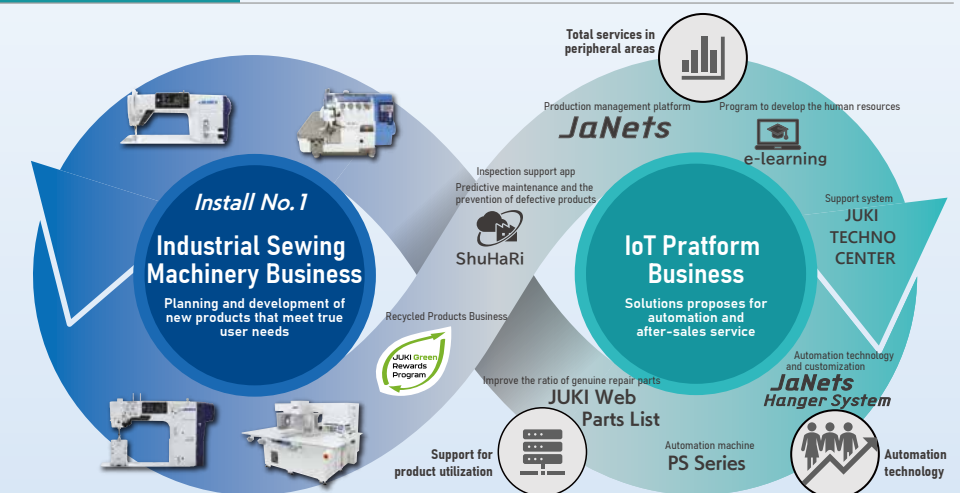 Total services in
peripheral areas
Production management platform
JaNets
Program to develop the human resources
e-learning
Inspection support app
Predictive maintenance and the
prevention of defective products
ShuHaRi
Support system
JUKI
TECHNO
CENTER
Install No.1
Industrial Sewing
Machinery Business
Planning and development of
new products that meet true
user needs
IoT Pratform
Business
Solutions proposes for
automation and
after-sales service
Recycled Products Business
JUKI Green
Rewards
Program
Improve the ratio of genuine repair parts
JUKI Web
Parts List
Automation technology
and customization
JaNets
Hanger System
Automation machine
PS Series
Support for
product utilization
Automation
technology